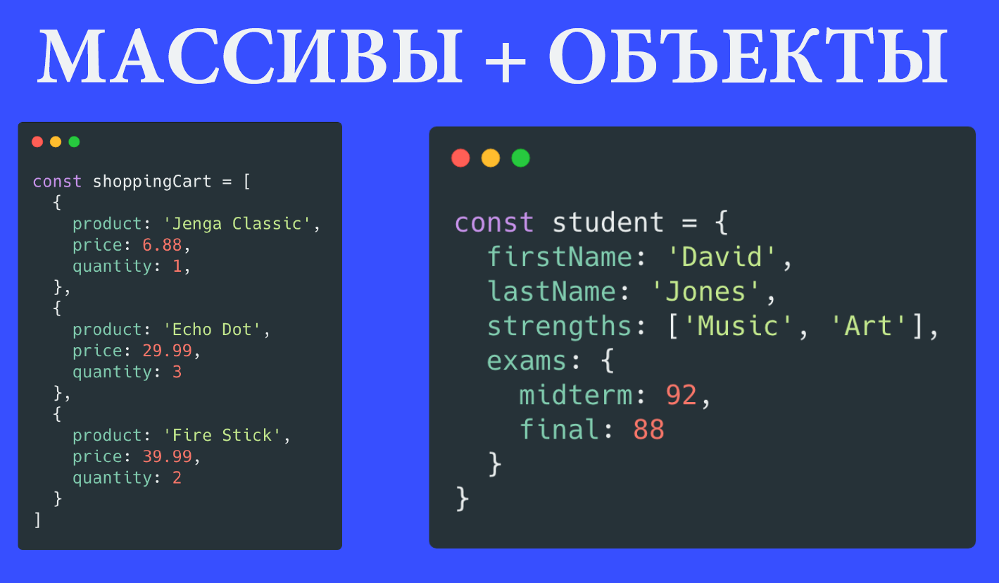 МАССИВЫ + ОБЪЕКТЫ
const shoppingCart = [
  {
    product: 'Jenga Classic',
    price: 6.88,
    quantity: 1,
  },
  {
    product: 'Echo Dot',
    price: 29.99,
    quantity: 3
  },
  {
    product: 'Fire Stick',
    price: 39.99,
    quantity: 2
  }
]
const student = {
  firstName: 'David',
  lastName: 'Jones',
  strengths: ['Music', 'Art'],
  exams: {
    midterm: 92,
    final: 88
  }
}